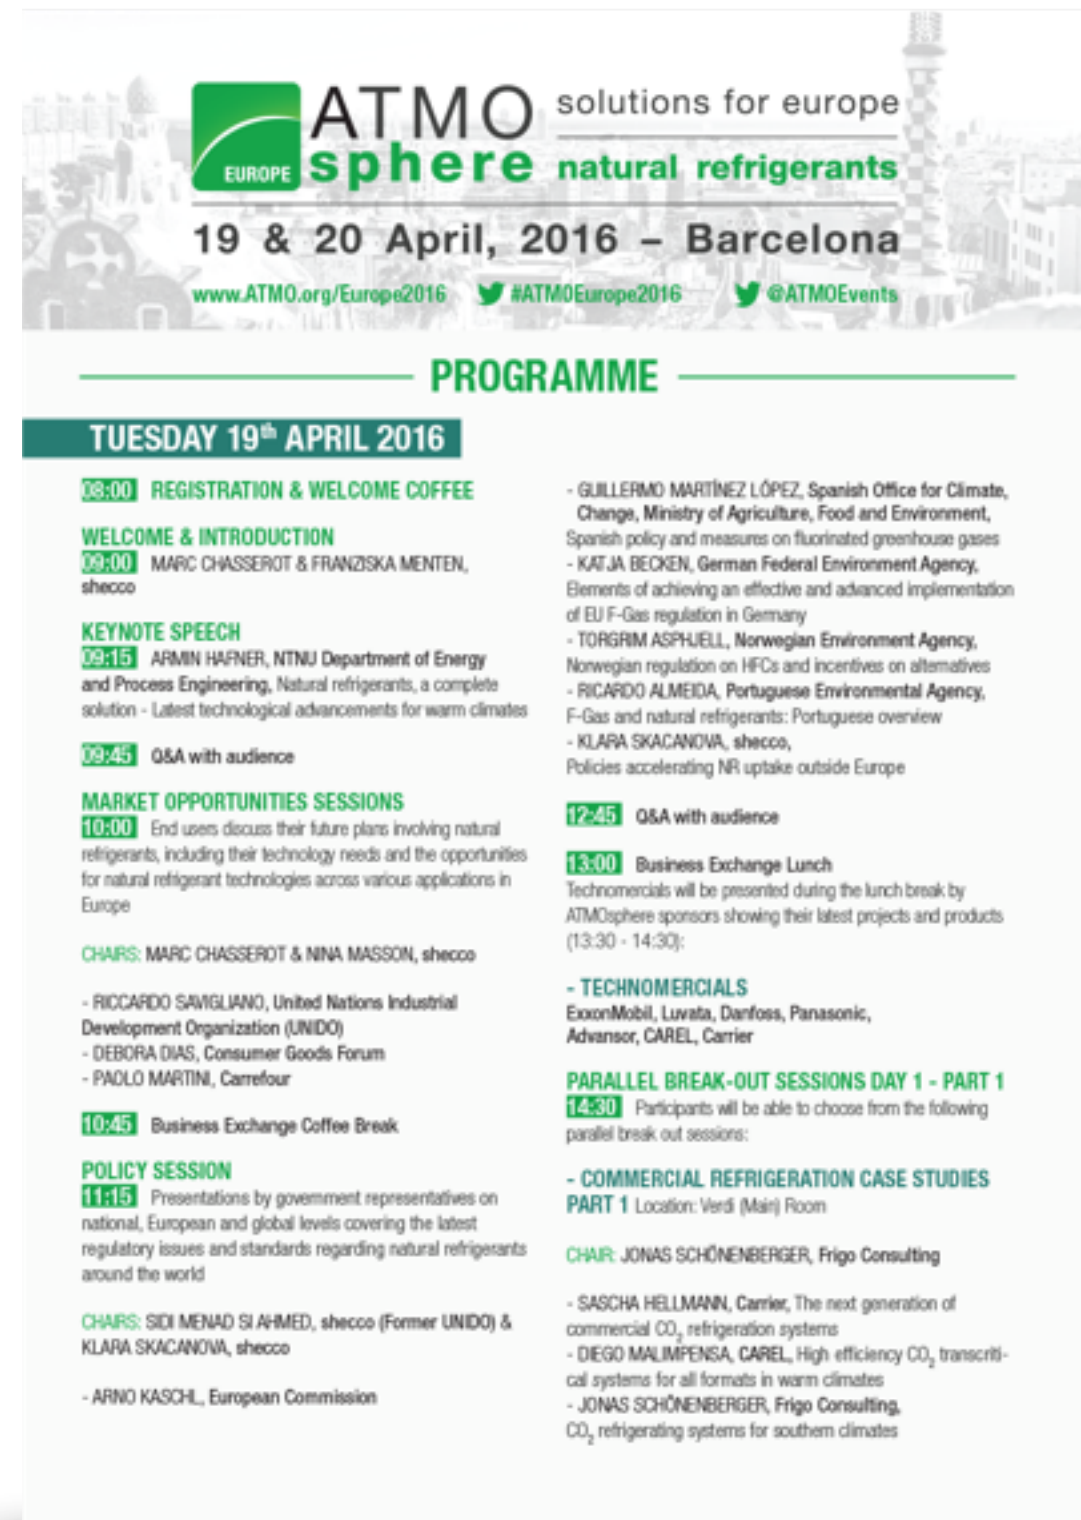 ATMO
sphere
EUROPE
solutions for europe
natural refrigerants
19 & 20 April, 2016 – Barcelona
www.ATMO.org/Europe2016 #ATMOEurope2016 @ATMOEvents
PROGRAMME
TUESDAY 19th APRIL 2016
08:00 REGISTRATION & WELCOME COFFEE
WELCOME & INTRODUCTION
09:00 MARC CHASSEROT & FRANZISKA MENTEN,
shecco
KEYNOTE SPEECH
09:15 ARMIN HAFNER, NTNU Department of Energy
and Process Engineering, Natural refrigerants, a complete
solution - Latest technological advancements for warm climates
09:45 Q&A with audience
MARKET OPPORTUNITIES SESSIONS
10:00 End users discuss their future plans involving natural
refrigerants, including their technology needs and the opportunities
for natural refrigerant technologies across various applications in
Europe
CHAIRS: MARC CHASSEROT & NINA MASSON, shecco
- RICCARDO SAVIGLIANO, United Nations Industrial
Development Organization (UNIDO)
- DEBORA DIAS, Consumer Goods Forum
- PAOLO MARTINI, Carrefour
10:45 Business Exchange Coffee Break
POLICY SESSION
11:15 Presentations by government representatives on
national, European and global levels covering the latest
regulatory issues and standards regarding natural refrigerants
around the world
CHAIRS: SIDI MENAD SI AHMED, shecco (Former UNIDO) &
KLARA SKACANOVA, shecco
- ARNO KASCHL, European Commission
- GUILLERMO MARTÍNEZ LÓPEZ, Spanish Office for Climate,
Change, Ministry of Agriculture, Food and Environment,
Spanish policy and measures on fluorinated greenhouse gases
- KATJA BECKEN, German Federal Environment Agency,
Elements of achieving an effective and advanced implementation
of EU F-Gas regulation in Germany
- TORGRIM ASPHJELL, Norwegian Environment Agency,
Norwegian regulation on HFCs and incentives on alternatives
- RICARDO ALMEIDA, Portuguese Environmental Agency,
F-Gas and natural refrigerants: Portuguese overview
- KLARA SKACANOVA, shecco,
Policies accelerating NR uptake outside Europe
12:45 Q&A with audience
13:00 Business Exchange Lunch
Technomercials will be presented during the lunch break by
ATMOsphere sponsors showing their latest projects and products
(13:30 - 14:30):
- TECHNOMERCIALS
ExxonMobil, Luvata, Danfoss, Panasonic,
Advansor, CAREL, Carrier
PARALLEL BREAK-OUT SESSIONS DAY 1 - PART 1
14:30 Participants will be able to choose from the following
parallel break out sessions:
- COMMERCIAL REFRIGERATION CASE STUDIES
PART 1 Location: Verdi (Main) Room
CHAIR: JONAS SCHÖNENBERGER, Frigo Consulting
- SASCHA HELLMANN, Carrier, The next generation of
commercial CO₂ refrigeration systems
- DIEGO MALIMPENSA, CAREL, High efficiency CO₂ transcriti-
cal systems for all formats in warm climates
- JONAS SCHÖNENBERGER, Frigo Consulting,
CO₂ refrigerating systems for southern climates